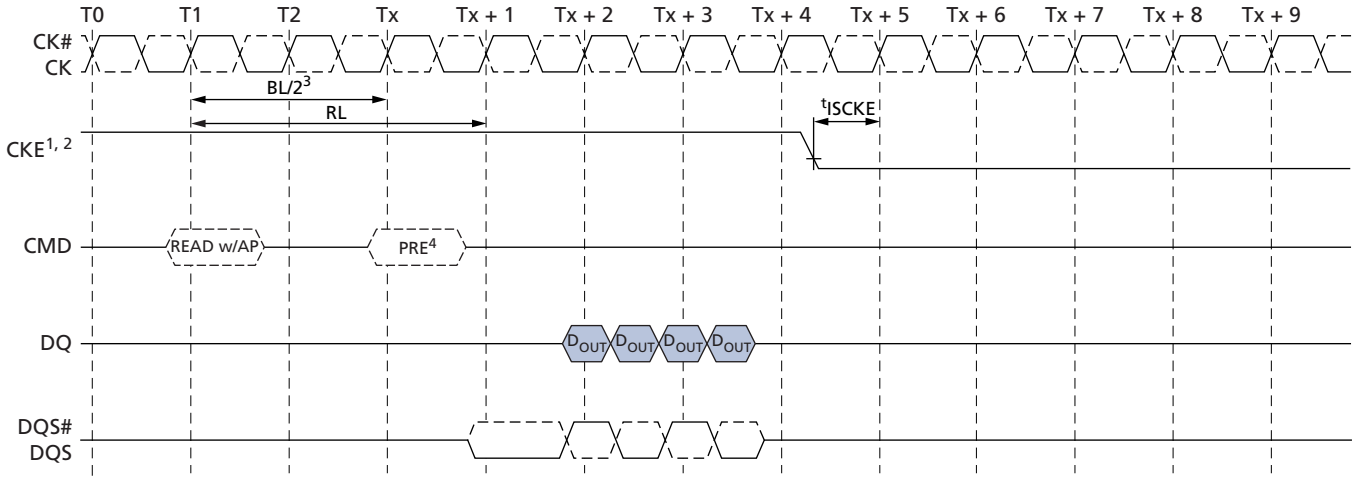 T0 T1 T2 Tx Tx + 1 Tx + 2 Tx + 3 Tx + 4 Tx + 5 Tx + 6 Tx + 7 Tx + 8 Tx + 9
CK#
CK
BL/2³
RL
tISCKE
CKE1, 2
CMD READ w/AP PRE⁴
DQ DOUT DOUT DOUT DOUT
DQS#
DQS